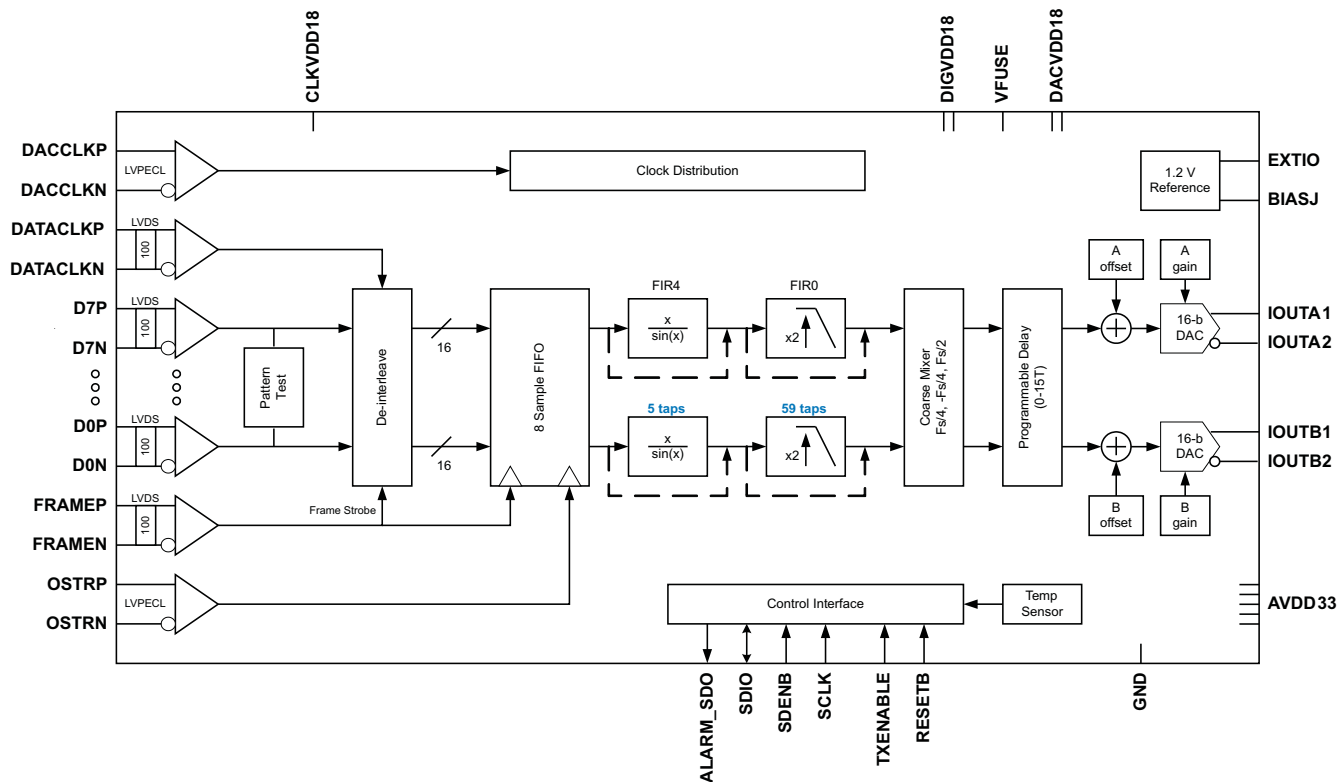 CLKVDD18
DIGVDD18
VFUSE
DACVDD18
DACCLKP
LVPECL
DACCLKN
Clock Distribution
1.2 V
Reference
EXTIO
BIASJ
DATACLKP
LVDS
100
DATACLKN
D7P
LVDS
100
D7N
Pattern
Test
D0P
LVDS
100
D0N
De-interleave
16
16
8 Sample FIFO
FIR4
x
sin(x)
FIR0
x2
5 taps
x
sin(x)
59 taps
x2
Coarse Mixer
Fs/4, -Fs/4, Fs/2
Programmable Delay
(0-15T)
A
offset
A
gain
16-b
DAC
IOUTA1
IOUTA2
16-b
DAC
IOUTB1
IOUTB2
B
offset
B
gain
FRAMEP
LVDS
100
FRAMEN
Frame Strobe
OSTRP
LVPECL
OSTRN
Control Interface
Temp
Sensor
AVDD33
ALARM_SDO
SDIO
SDENB
SCLK
TXENABLE
RESETB
GND